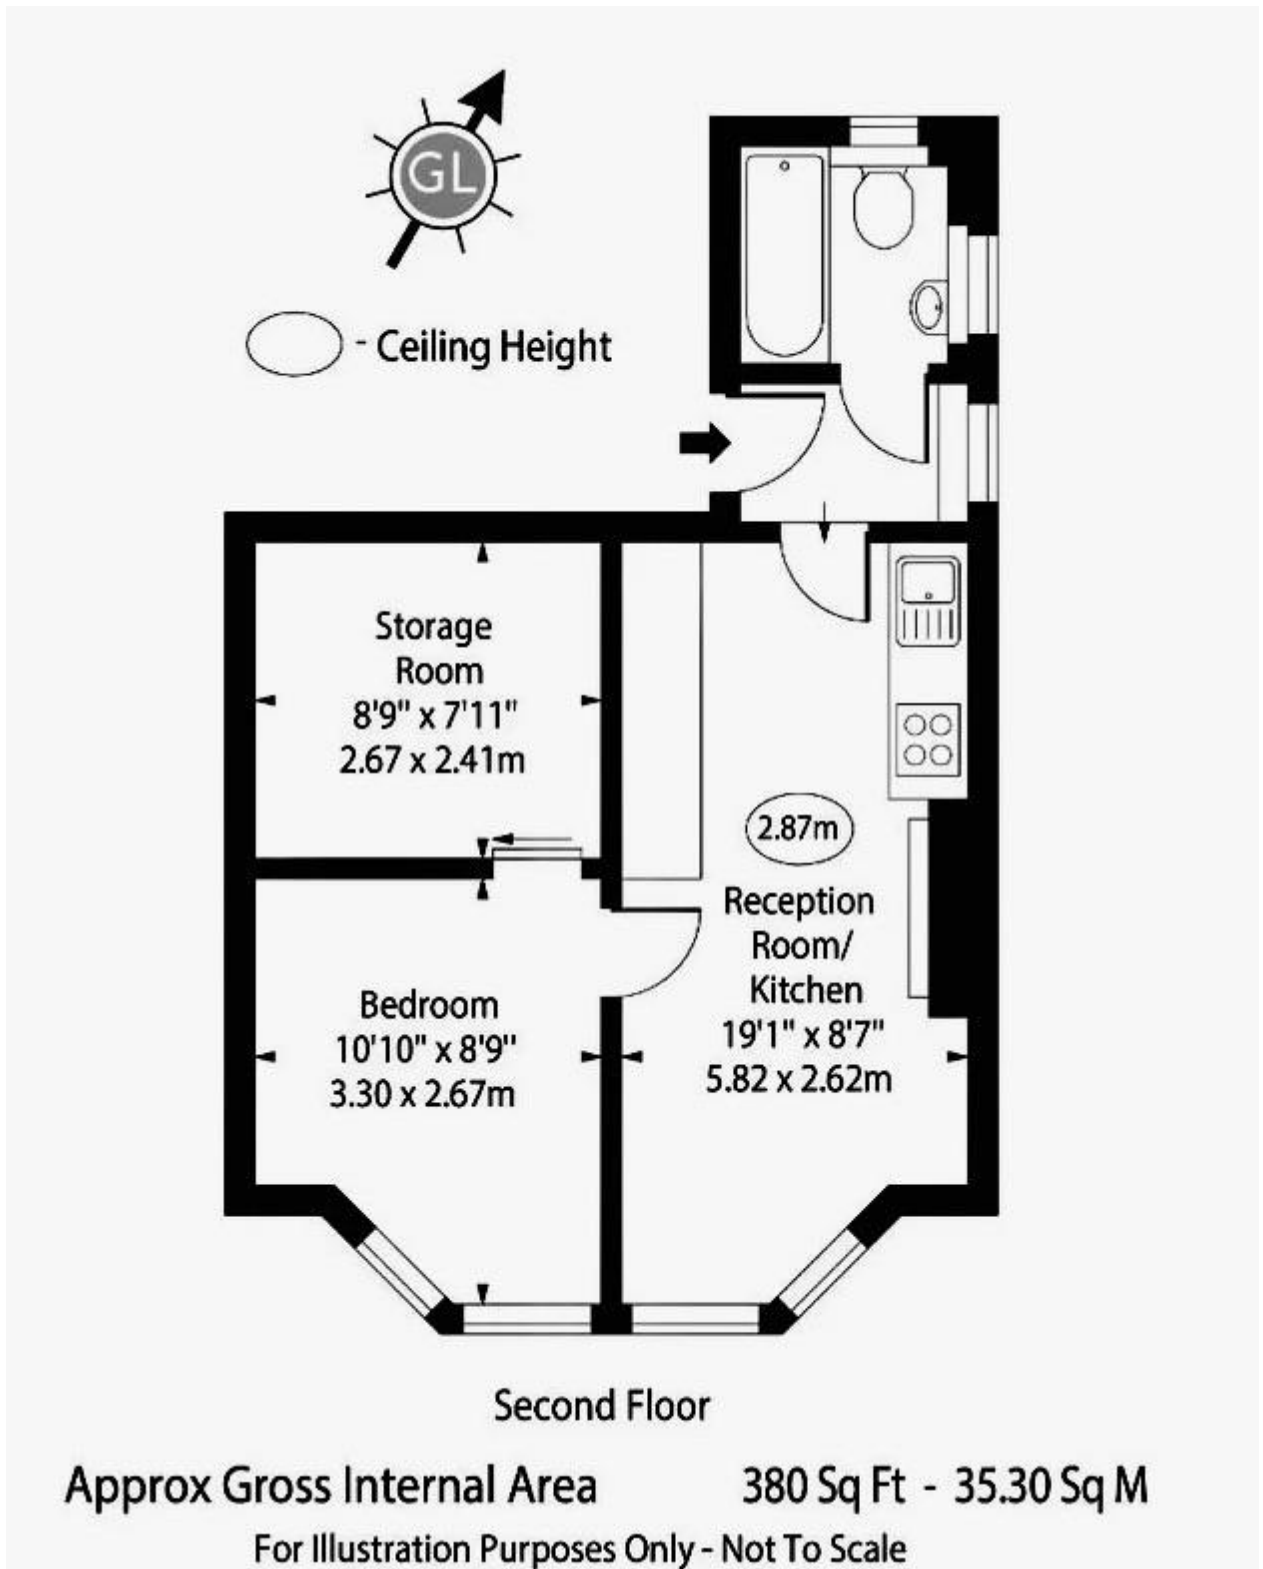 GL
- Ceiling Height
Storage
Room
8'9" x 7'11"
2.67 x 2.41m
2.87m
Reception
Room/
Kitchen
19'1" x 8'7"
5.82 x 2.62m
Bedroom
10'10" x 8'9"
3.30 x 2.67m
Second Floor
Approx Gross Internal Area 380 Sq Ft - 35.30 Sq M
For Illustration Purposes Only - Not To Scale